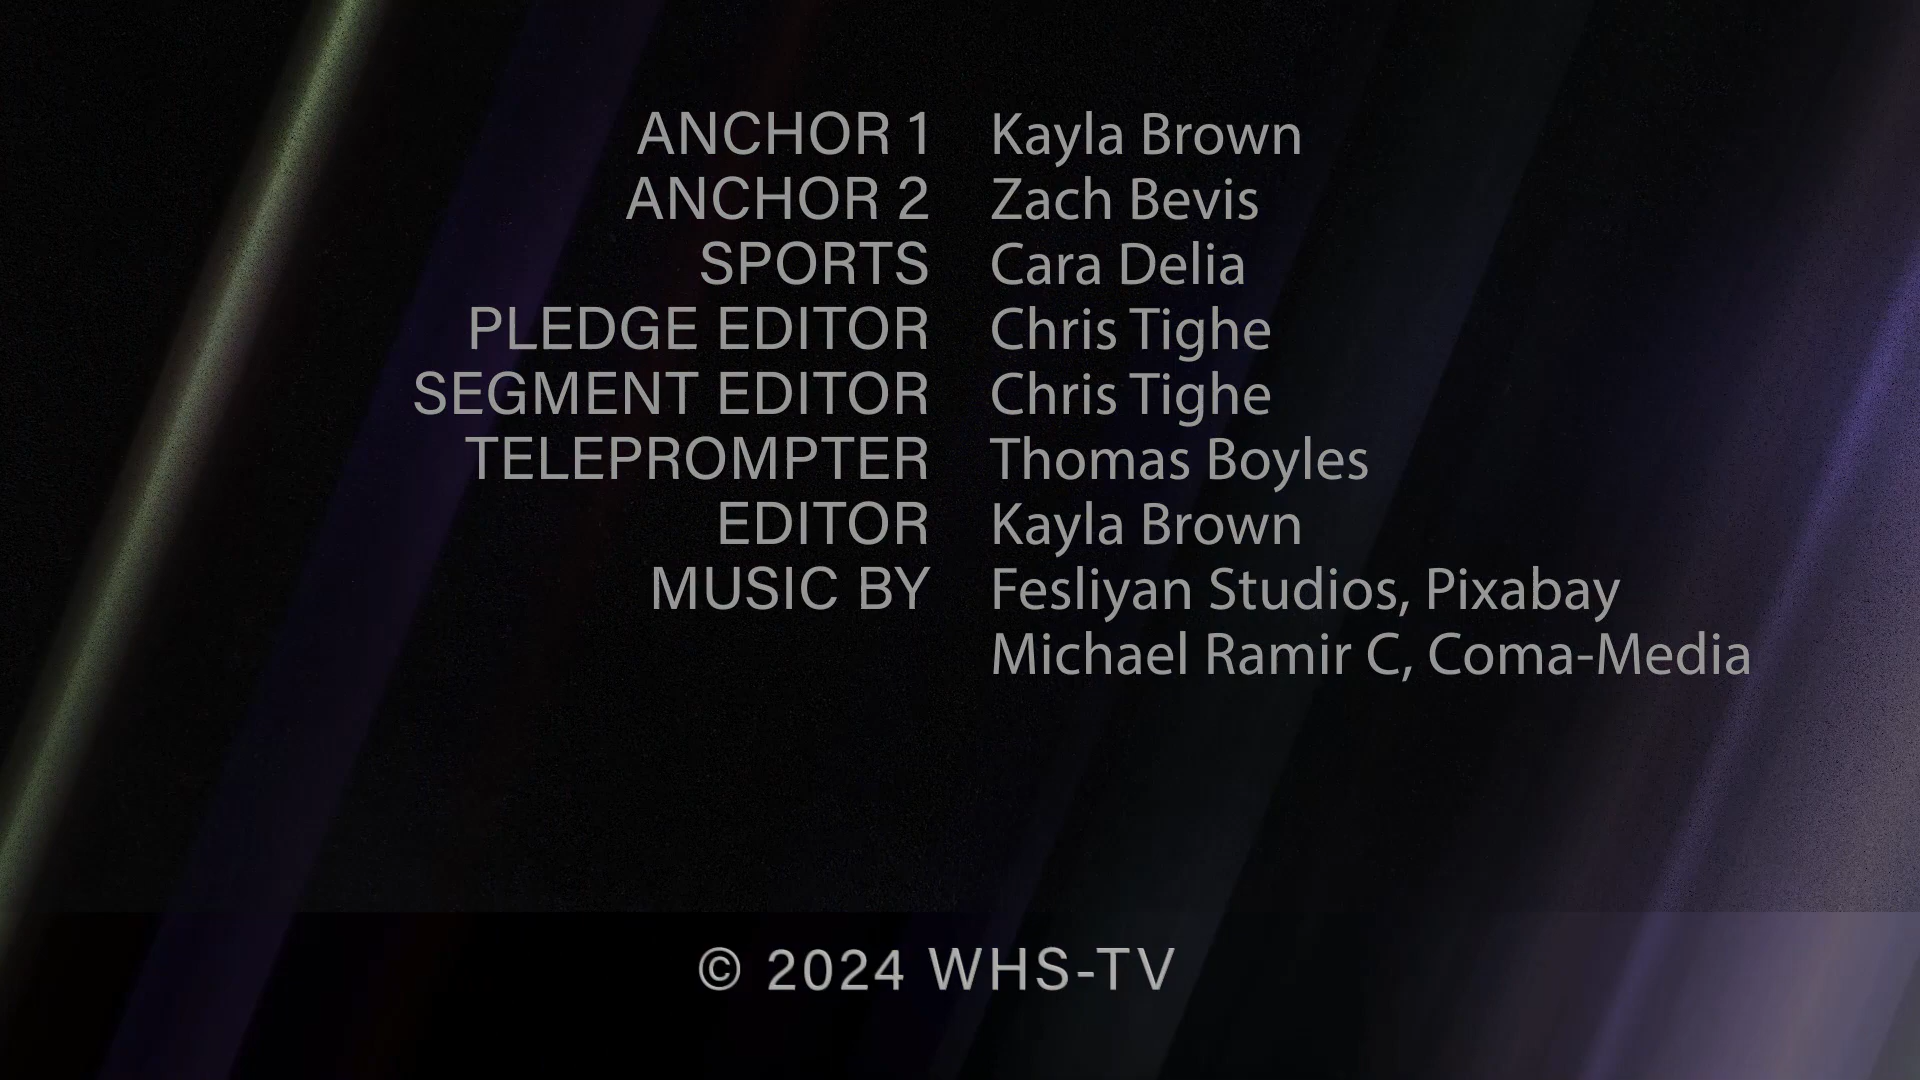 ANCHOR 1 Kayla Brown
ANCHOR 2 Zach Bevis
SPORTS Cara Delia
PLEDGE EDITOR Chris Tighe
SEGMENT EDITOR Chris Tighe
TELEPROMPTER Thomas Boyles
EDITOR Kayla Brown
MUSIC BY Fesliyan Studios, Pixabay
Michael Ramir C, Coma-Media
© 2024 WHS-TV